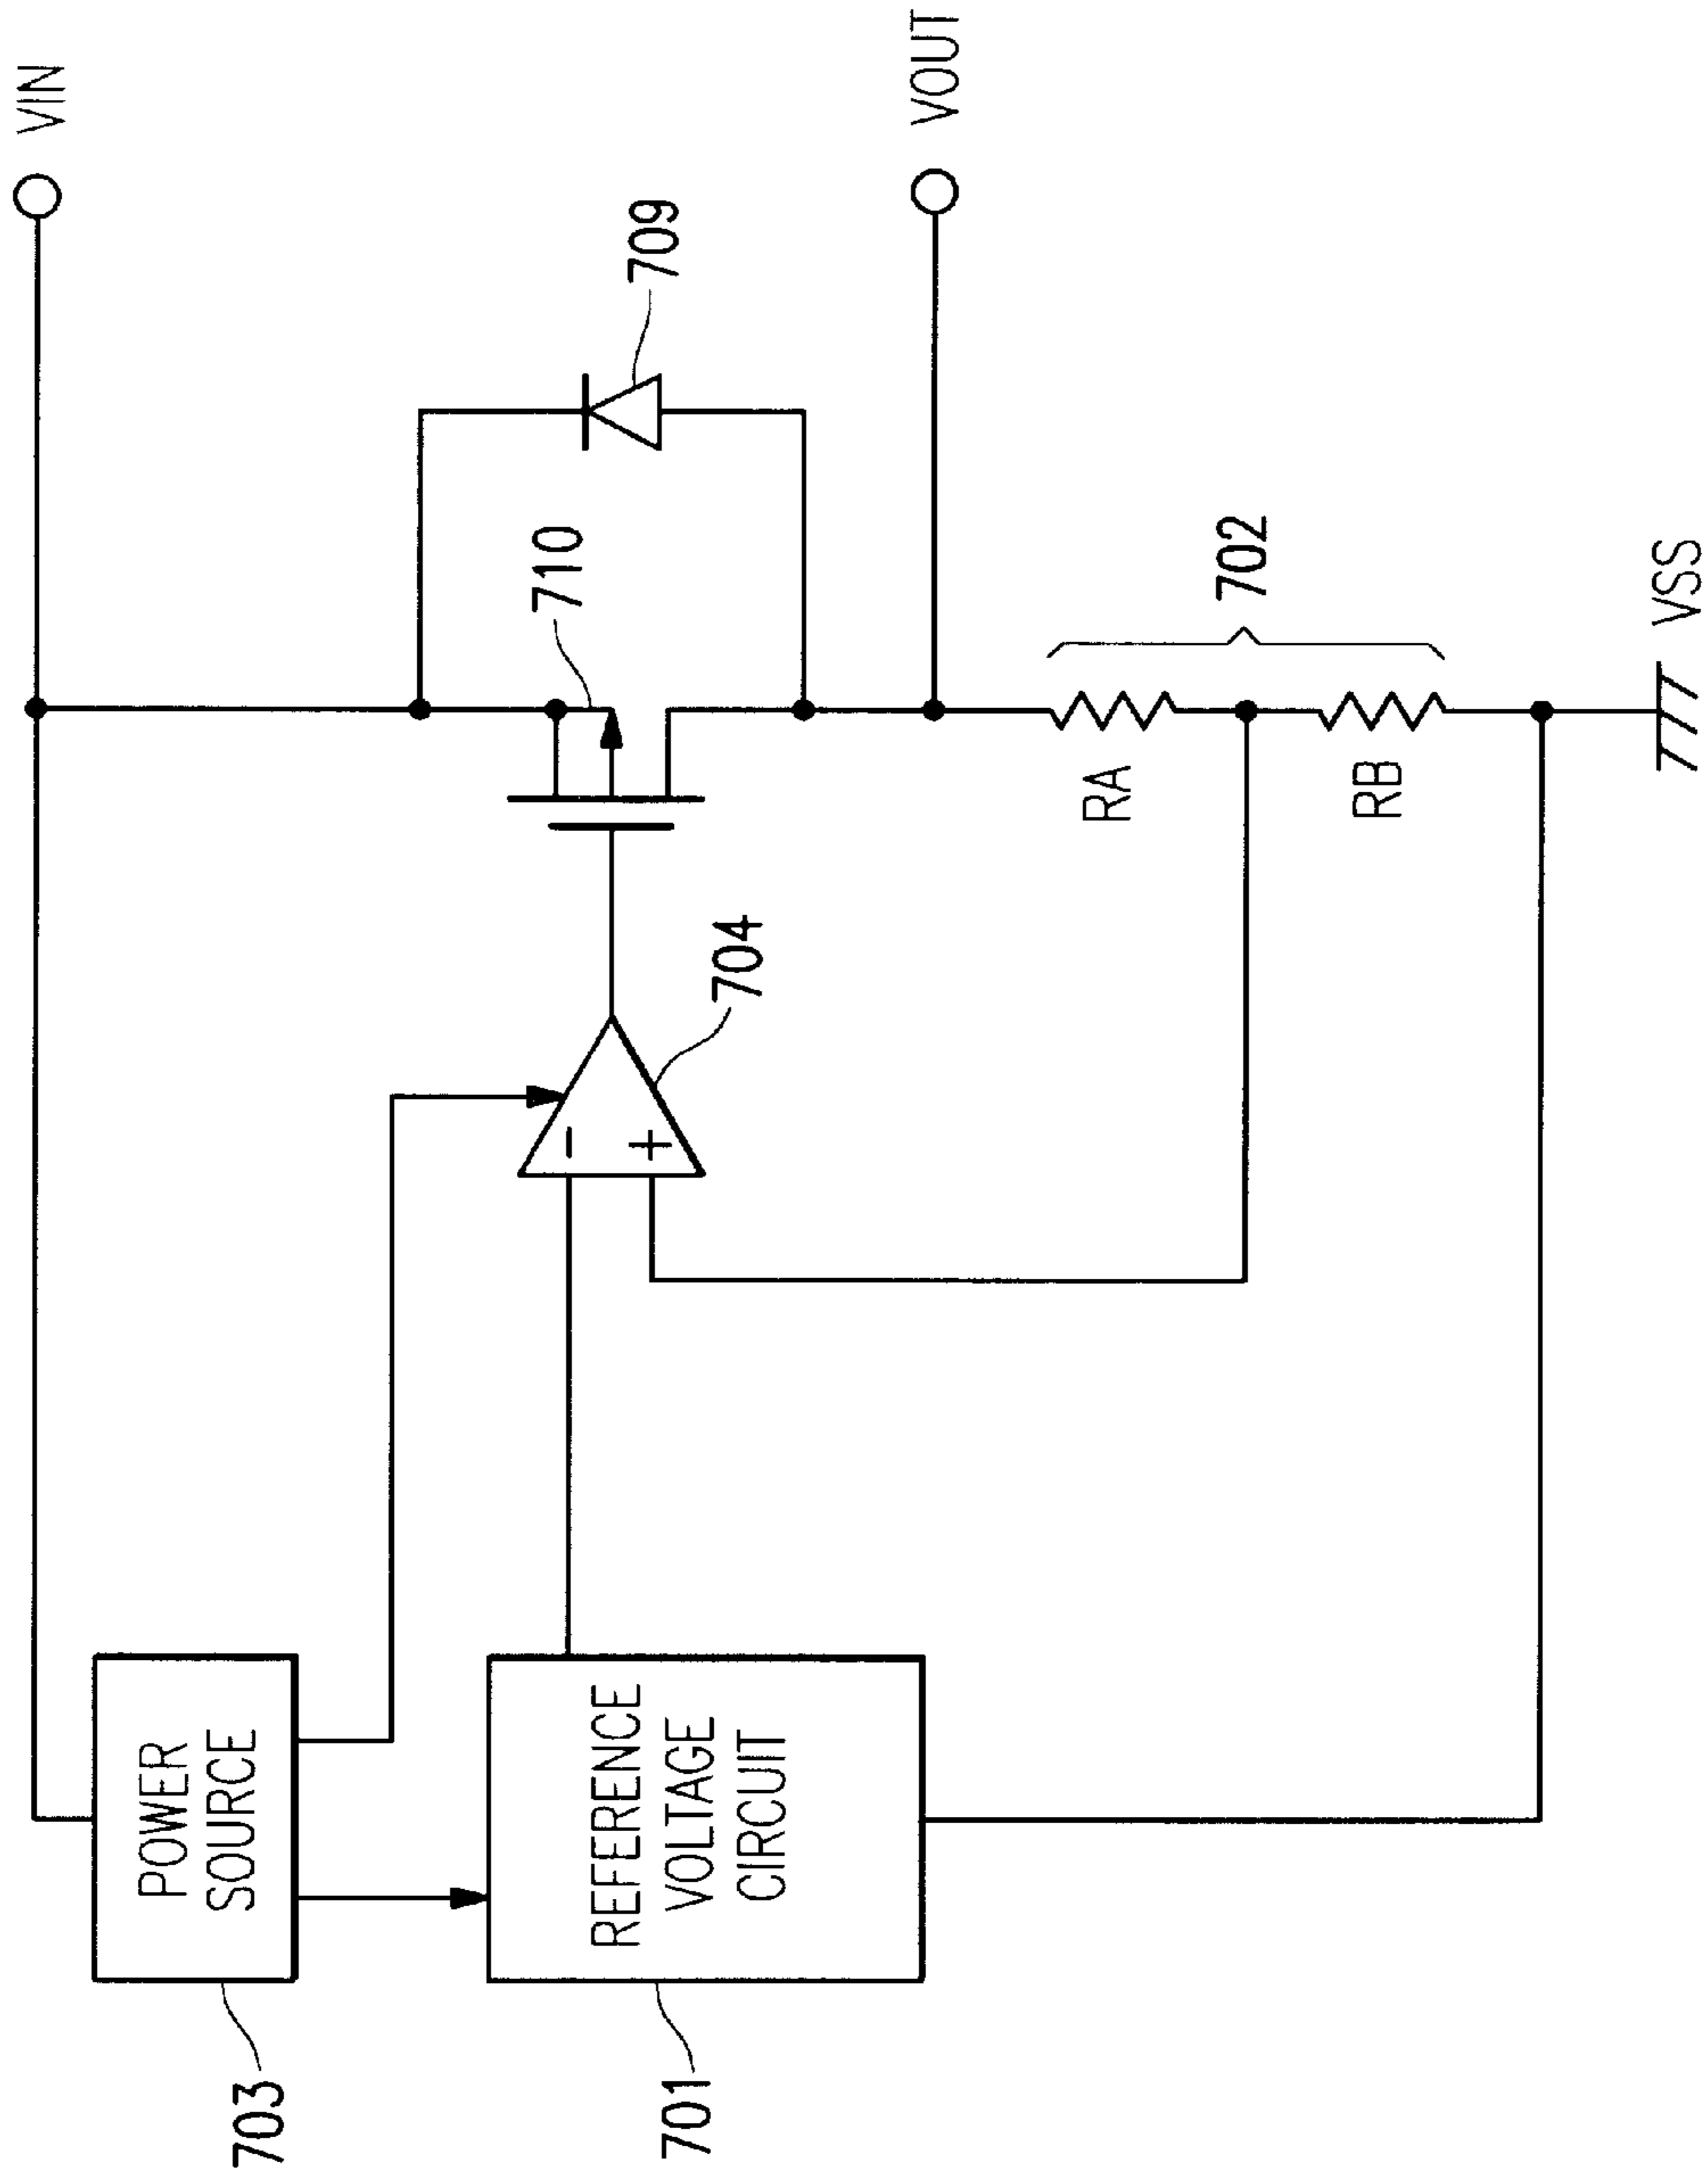 VIN
VOUT
709
710
702
VSS
RA
RB
704
-
+
POWER
SOURCE
REFERENCE
VOLTAGE
CIRCUIT
703
701